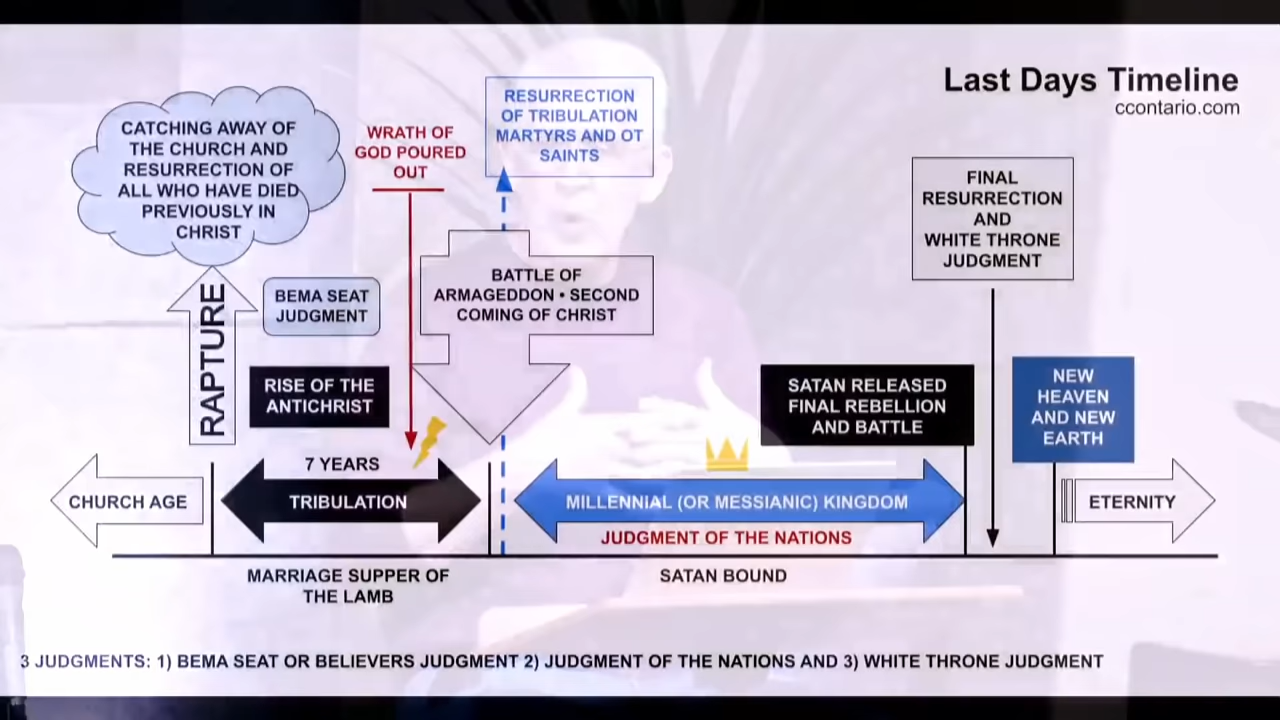 Last Days Timeline
ccontario.com
CATCHING AWAY OF
THE CHURCH AND
RESURRECTION OF
ALL WHO HAVE DIED
PREVIOUSLY IN
CHRIST
WRATH OF
GOD POURED
OUT
RESURRECTION
OF TRIBULATION
MARTYRS AND OT
SAINTS
FINAL
RESURRECTION
AND
WHITE THRONE
JUDGMENT
RAPTURE
BEMA SEAT
JUDGMENT
BATTLE OF
ARMAGEDDON • SECOND
COMING OF CHRIST
RISE OF THE
ANTICHRIST
SATAN RELEASED
FINAL REBELLION
AND BATTLE
NEW
HEAVEN
AND NEW
EARTH
CHURCH AGE
7 YEARS
TRIBULATION
MILLENNIAL (OR MESSIANIC) KINGDOM
JUDGMENT OF THE NATIONS
ETERNITY
MARRIAGE SUPPER OF
THE LAMB
SATAN BOUND
3 JUDGMENTS: 1) BEMA SEAT OR BELIEVERS JUDGMENT 2) JUDGMENT OF THE NATIONS AND 3) WHITE THRONE JUDGMENT